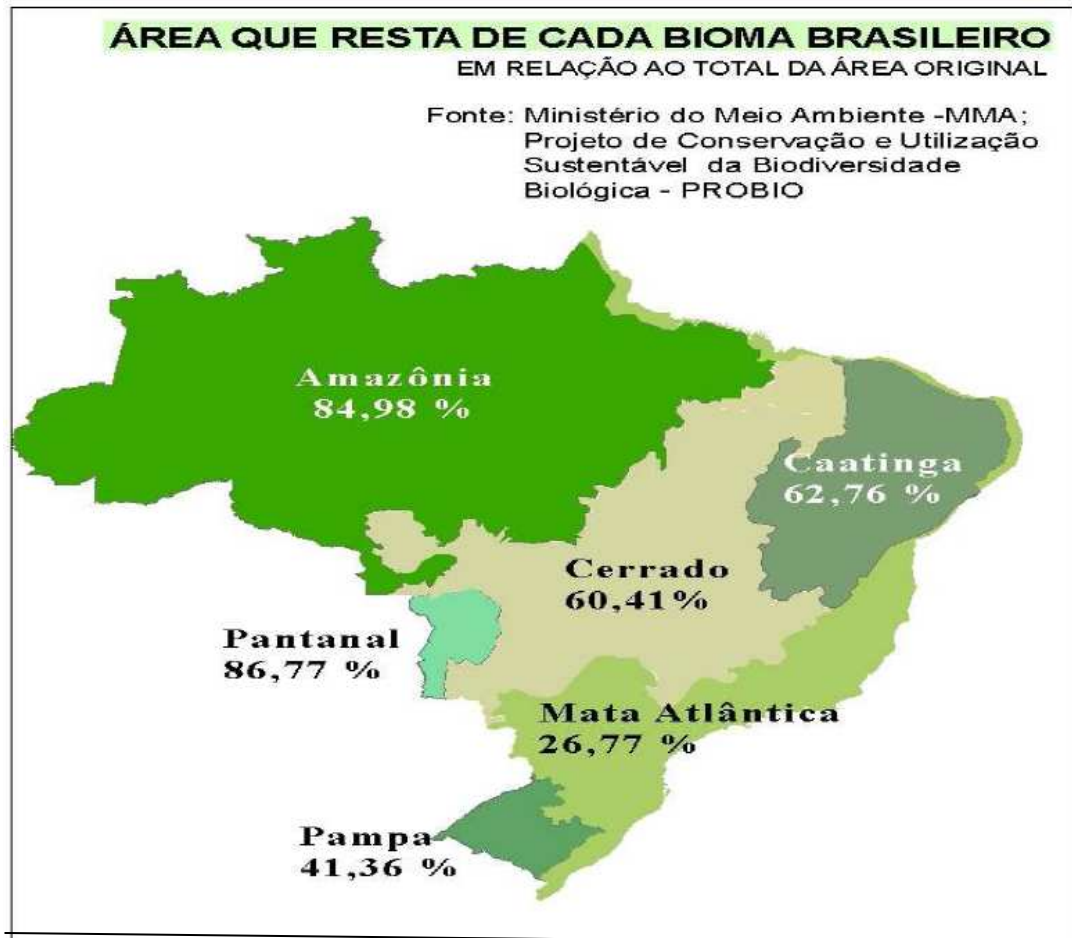 ÁREA QUE RESTA DE CADA BIOMA BRASILEIRO
EM RELAÇÃO AO TOTAL DA ÁREA ORIGINAL
Fonte: Ministério do Meio Ambiente -MMA;
Projeto de Conservação e Utilização
Sustentável da Biodiversidade
Biológica - PROBIO
Amazônia
84,98 %
Caatinga
62,76 %
Cerrado
60,41%
Pantanal
86,77 %
Mata Atlântica
26,77 %
Pampa
41,36 %